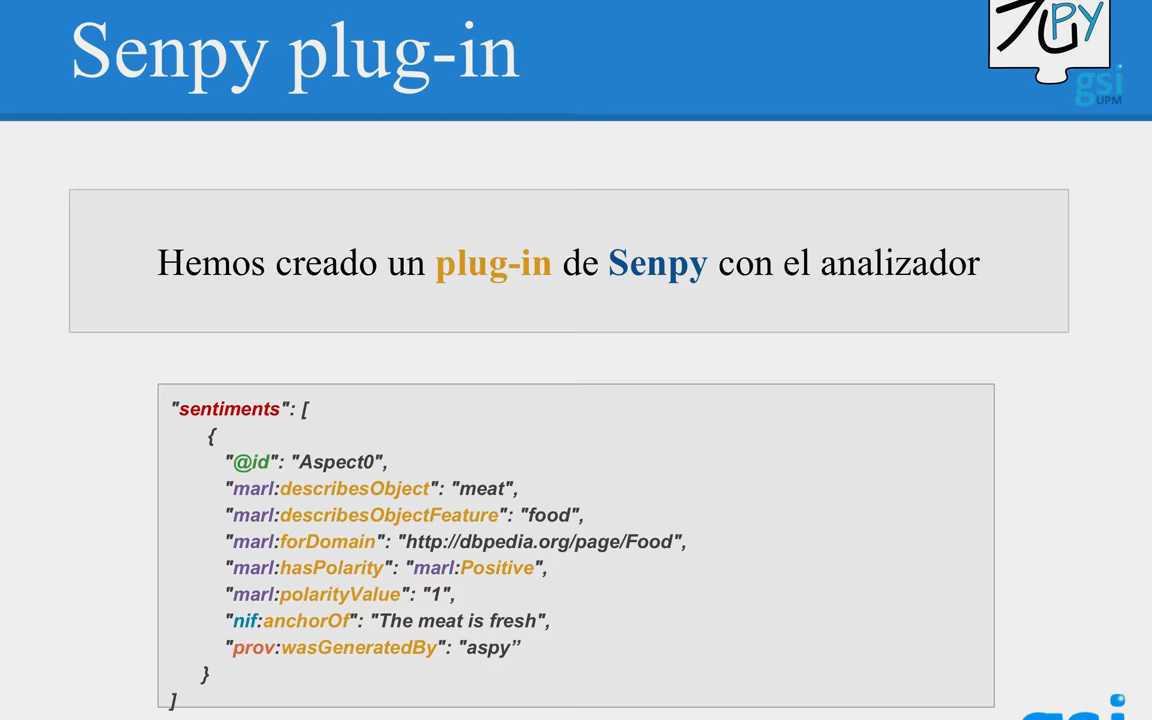 Senpy plug-in
PY
gsi
UPM
Hemos creado un plug-in de Senpy con el analizador
"sentiments": [
{
"@id": "Aspect0",
"marl:describesObject": "meat",
"marl:describesObjectFeature": "food",
"marl:forDomain": "http://dbpedia.org/page/Food",
"marl:hasPolarity": "marl:Positive",
"marl:polarityValue": "1",
"nif:anchorOf": "The meat is fresh",
"prov:wasGeneratedBy": "aspy”
}
]
gsi